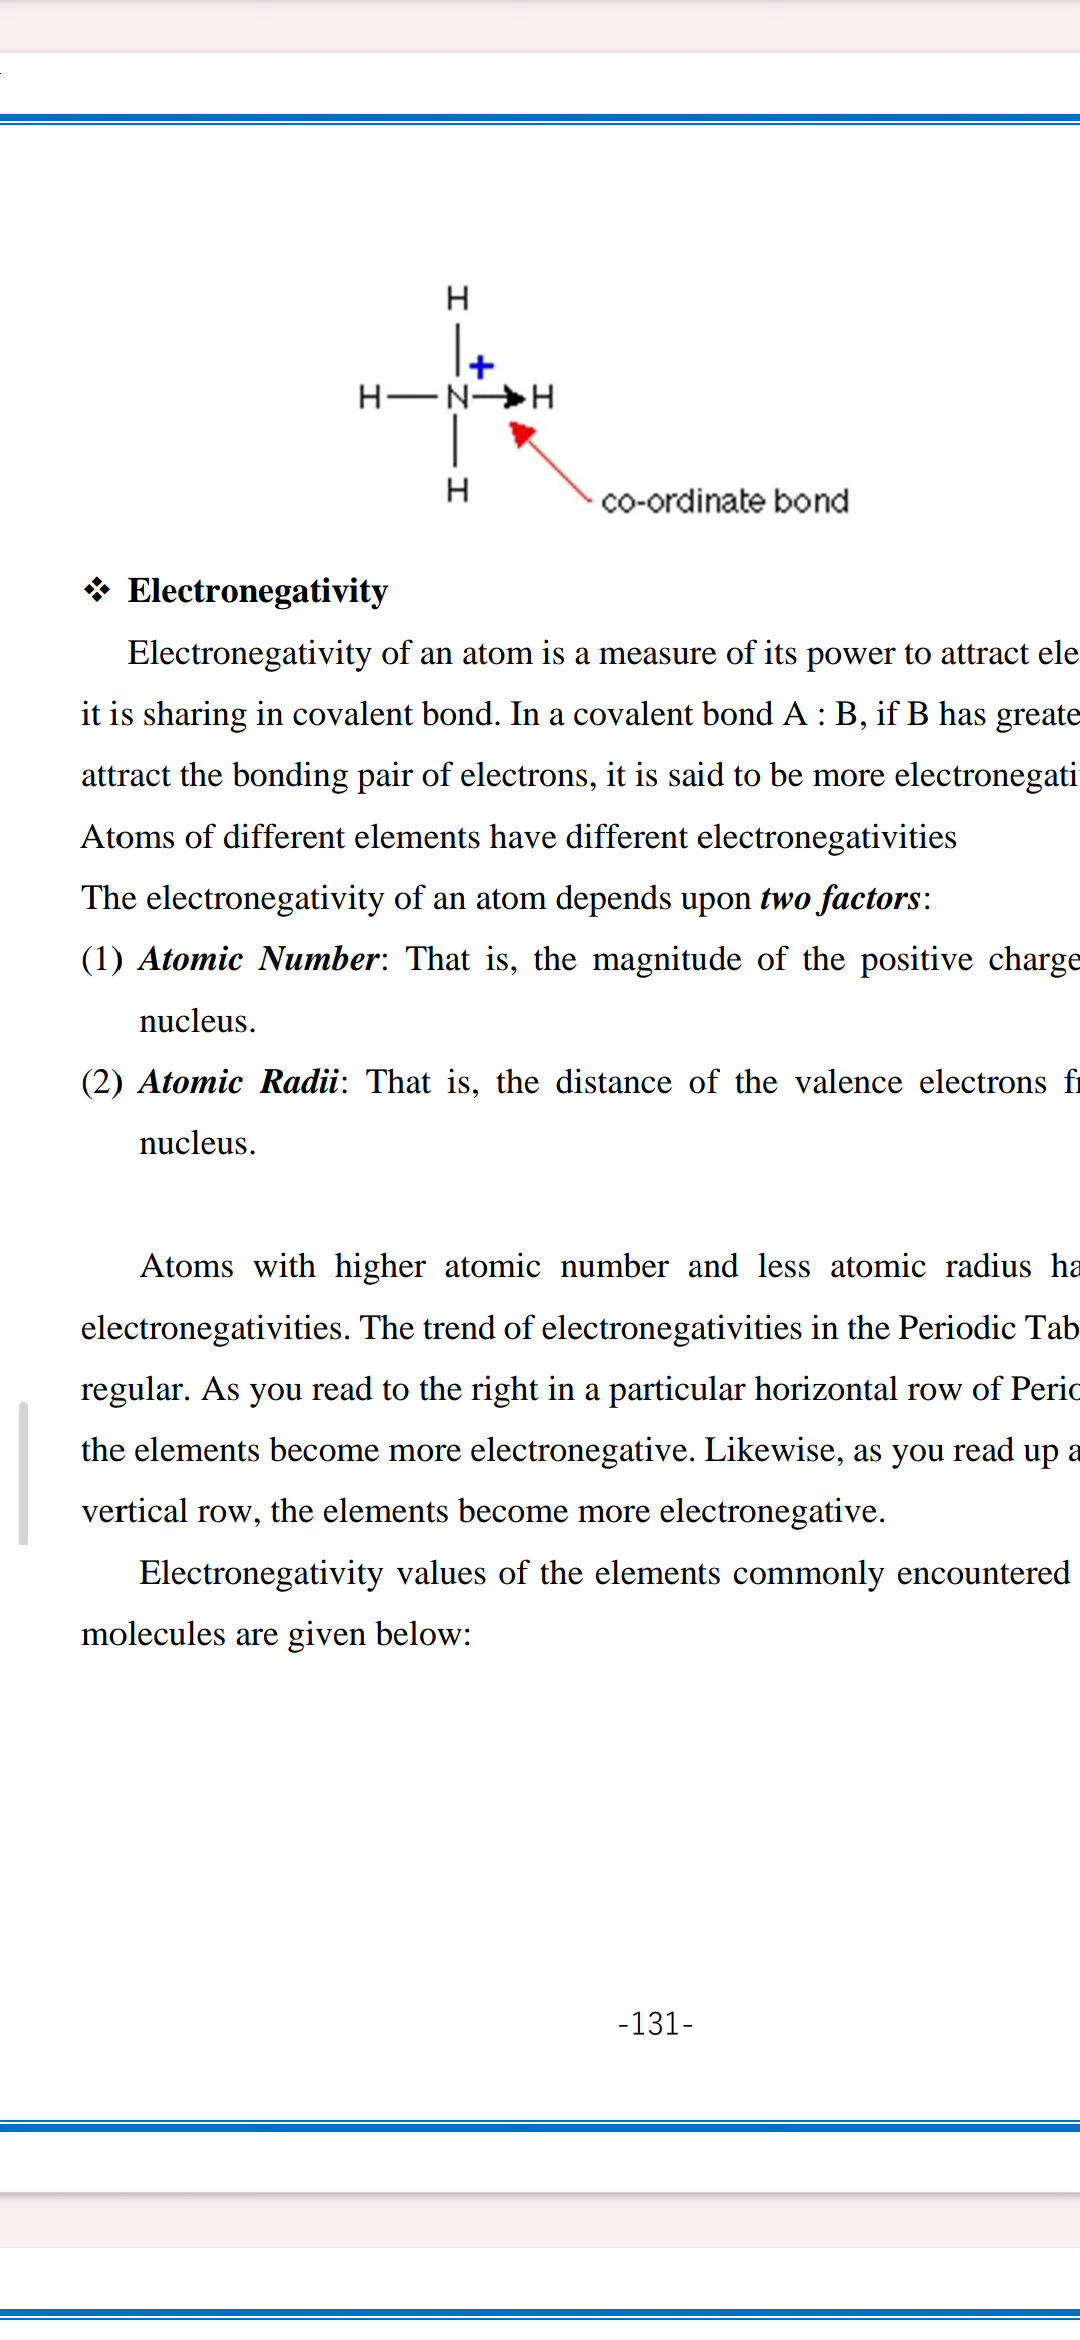 H
+
H N H
H
co-ordinate bond
❖ Electronegativity
Electronegativity of an atom is a measure of its power to attract ele
it is sharing in covalent bond. In a covalent bond A : B, if B has greate
attract the bonding pair of electrons, it is said to be more electronegati
Atoms of different elements have different electronegativities
The electronegativity of an atom depends upon two factors:
(1) Atomic Number: That is, the magnitude of the positive charge
nucleus.
(2) Atomic Radii: That is, the distance of the valence electrons fr
nucleus.
Atoms with higher atomic number and less atomic radius ha
electronegativities. The trend of electronegativities in the Periodic Tab
regular. As you read to the right in a particular horizontal row of Perio
the elements become more electronegative. Likewise, as you read up a
vertical row, the elements become more electronegative.
Electronegativity values of the elements commonly encountered
molecules are given below:
-131-